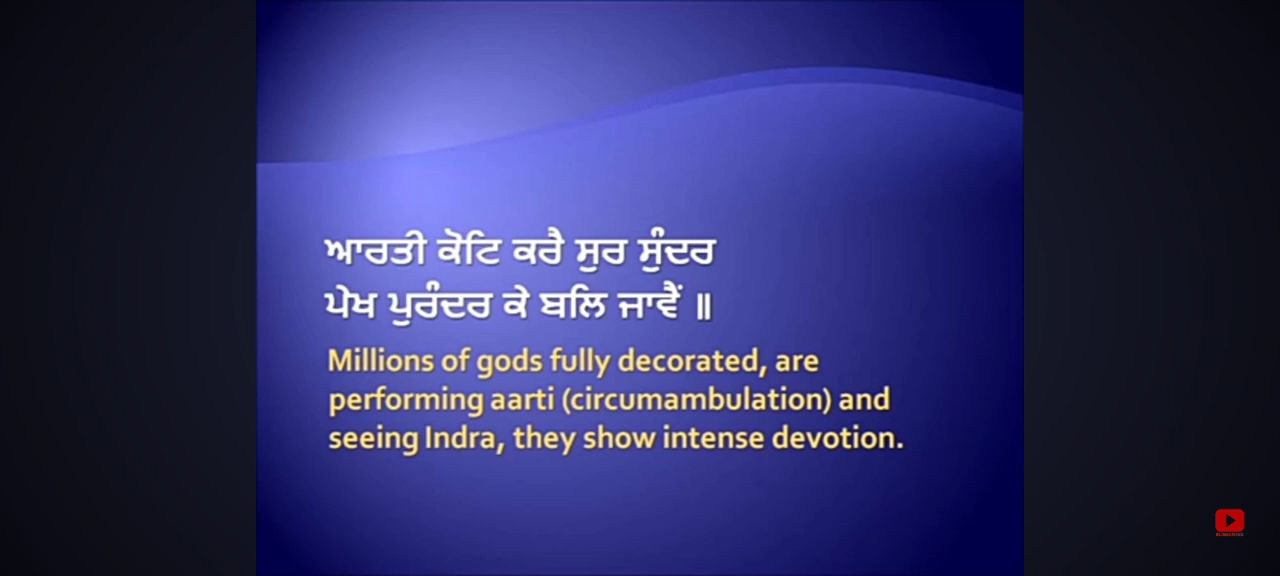 ਆਰਤੀ ਕੋਟਿ ਕਰੈ ਸੁਰ ਸੁੰਦਰ
ਪੇਖ ਪੁਰੰਦਰ ਕੇ ਬਲਿ ਜਾਵੈਂ ॥
Millions of gods fully decorated, are
performing aarti (circumambulation) and
seeing Indra, they show intense devotion.